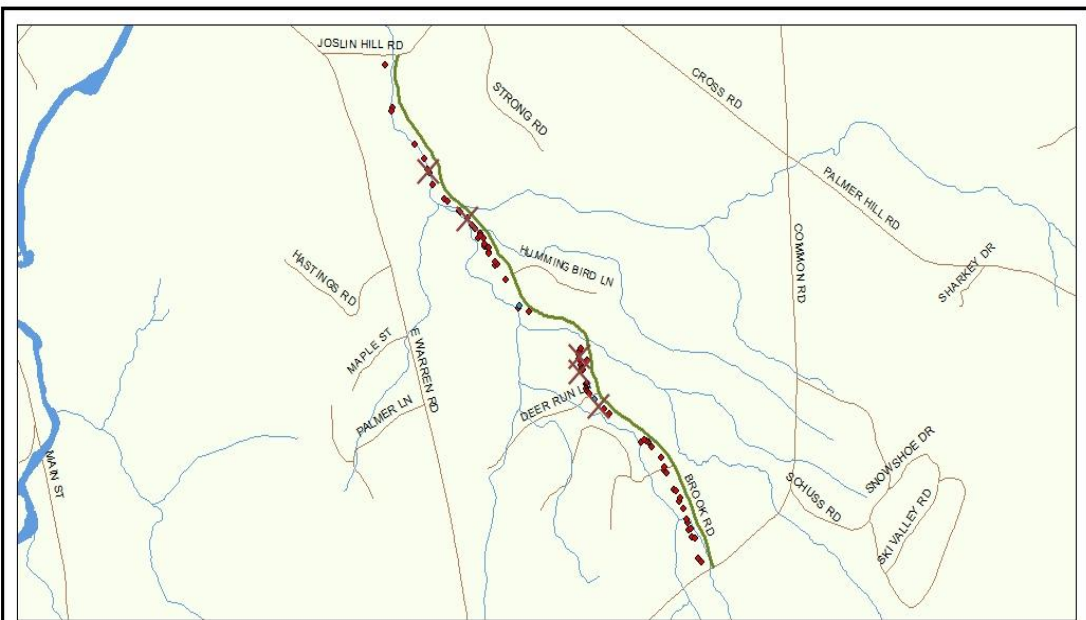 JOSLIN HILL RD
CROSS RD
STRONG RD
PALMER HILL RD
COMMON RD
SHARKEY DR
HUMMING BIRD LN
HASTINGS RD
MAPLE ST
E WARREN RD
PALMER LN
DEER RUN L
MAIN ST
BROOK RD
SCHUSS RD
SNOWSHOE DR
SKI VALLEY RD